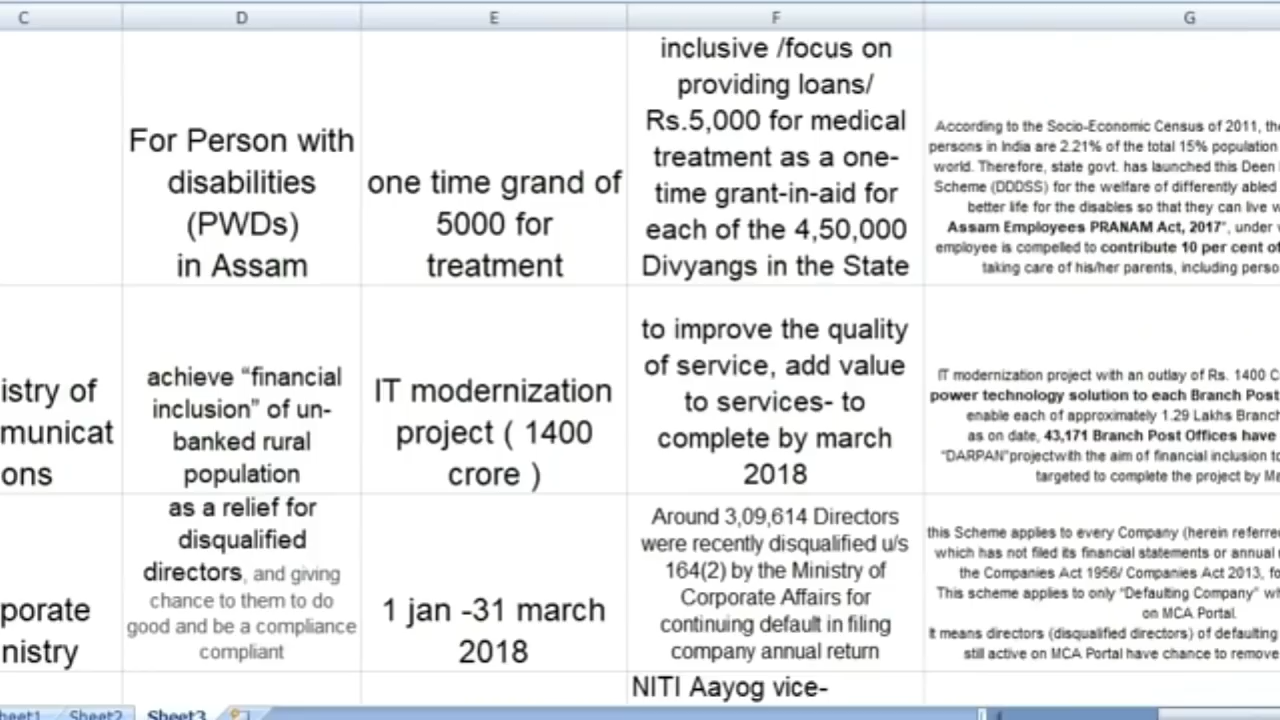 C D E F G
For Person with
disabilities
(PWDs)
in Assam
one time grand of
5000 for
treatment
inclusive /focus on
providing loans/
Rs.5,000 for medical
treatment as a one-
time grant-in-aid for
each of the 4,50,000
Divyangs in the State
According to the Socio-Economic Census of 2011, the
persons in India are 2.21% of the total 15% population
world. Therefore, state govt. has launched this Deen
Scheme (DDDSS) for the welfare of differently abled
better life for the disables so that they can live w
Assam Employees PRANAM Act, 2017", under
employee is compelled to contribute 10 per cent of
taking care of his/her parents, including perso
istry of
municat
ons
achieve “financial
inclusion” of un-
banked rural
population
IT modernization
project ( 1400
crore )
to improve the quality
of service, add value
to services- to
complete by march
2018
IT modernization project with an outlay of Rs. 1400 C
power technology solution to each Branch Post
enable each of approximately 1.29 Lakhs Branch
as on date, 43,171 Branch Post Offices have
“DARPAN”projectwith the aim of financial inclusion to
targeted to complete the project by Ma
porate
nistry
as a relief for
disqualified
directors, and giving
chance to them to do
good and be a compliance
compliant
1 jan -31 march
2018
Around 3,09,614 Directors
were recently disqualified u/s
164(2) by the Ministry of
Corporate Affairs for
continuing default in filing
company annual return
this Scheme applies to every Company (herein referre
which has not filed its financial statements or annual
the Companies Act 1956/ Companies Act 2013, fo
This scheme applies to only “Defaulting Company” wh
on MCA Portal.
It means directors (disqualified directors) of defaulting
still active on MCA Portal have chance to remove
NITI Aayog vice-
heet1 Sheet2 Sheet3